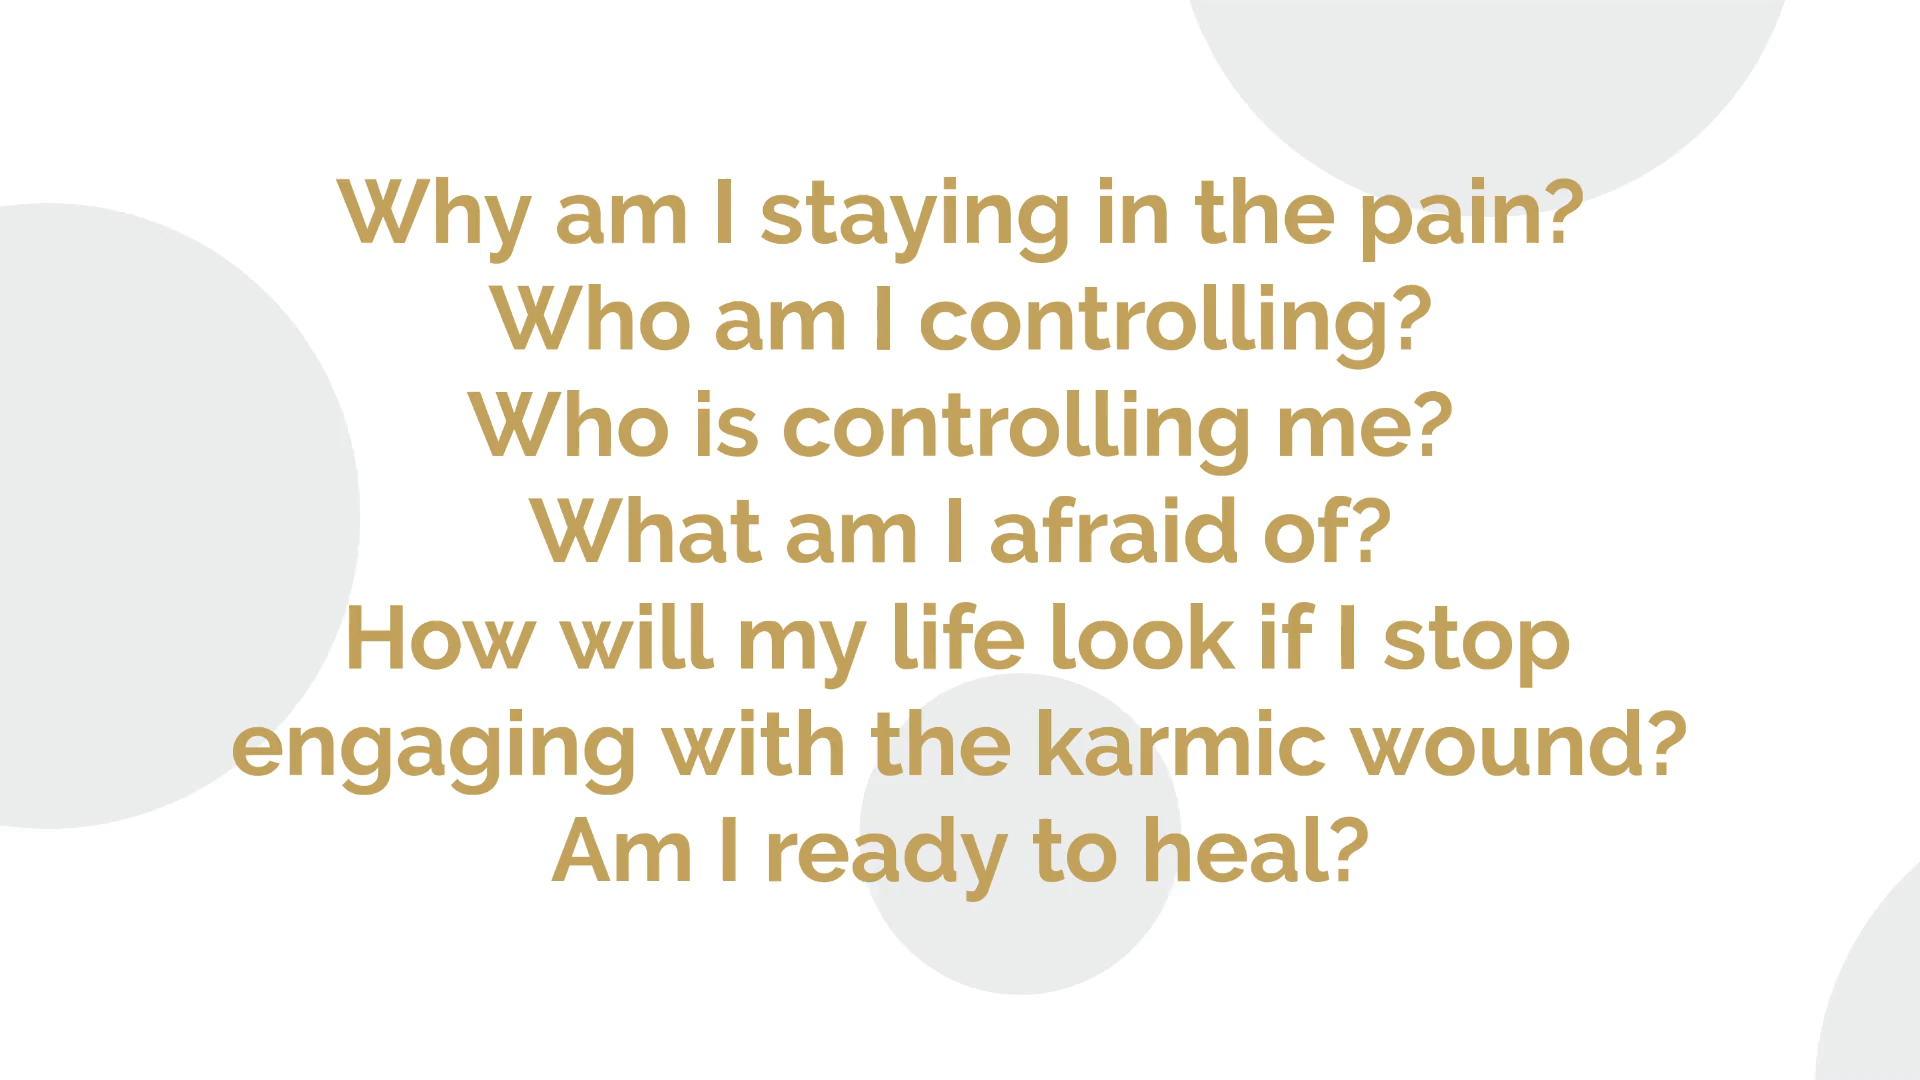 Why am I staying in the pain?
Who am I controlling?
Who is controlling me?
What am I afraid of?
How will my life look if I stop
engaging with the karmic wound?
Am I ready to heal?